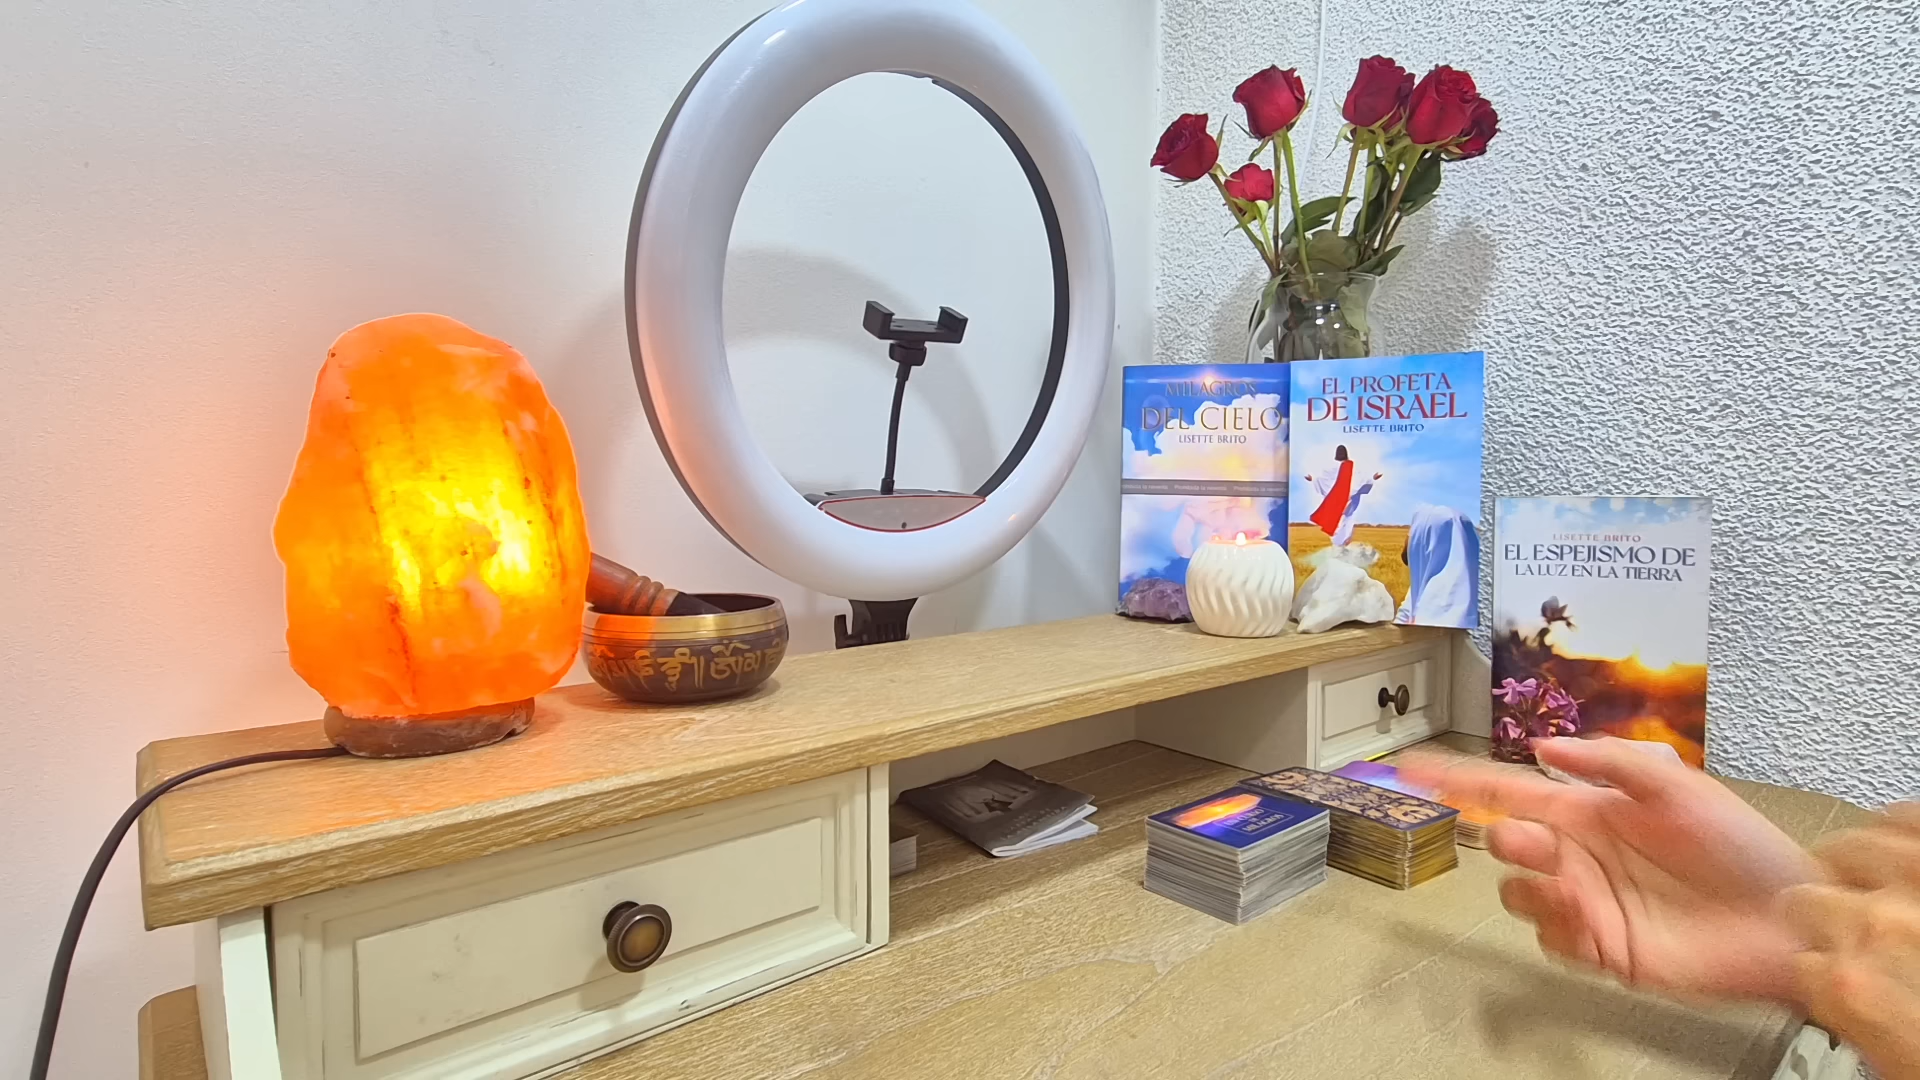 MILAGROS
DEL CIELO
LISETTE BRITO
EL PROFETA
DE ISRAEL
LISETTE BRITO
LISETTE BRITO
EL ESPEJISMO DE
LA LUZ EN LA TIERRA
MILAGROS